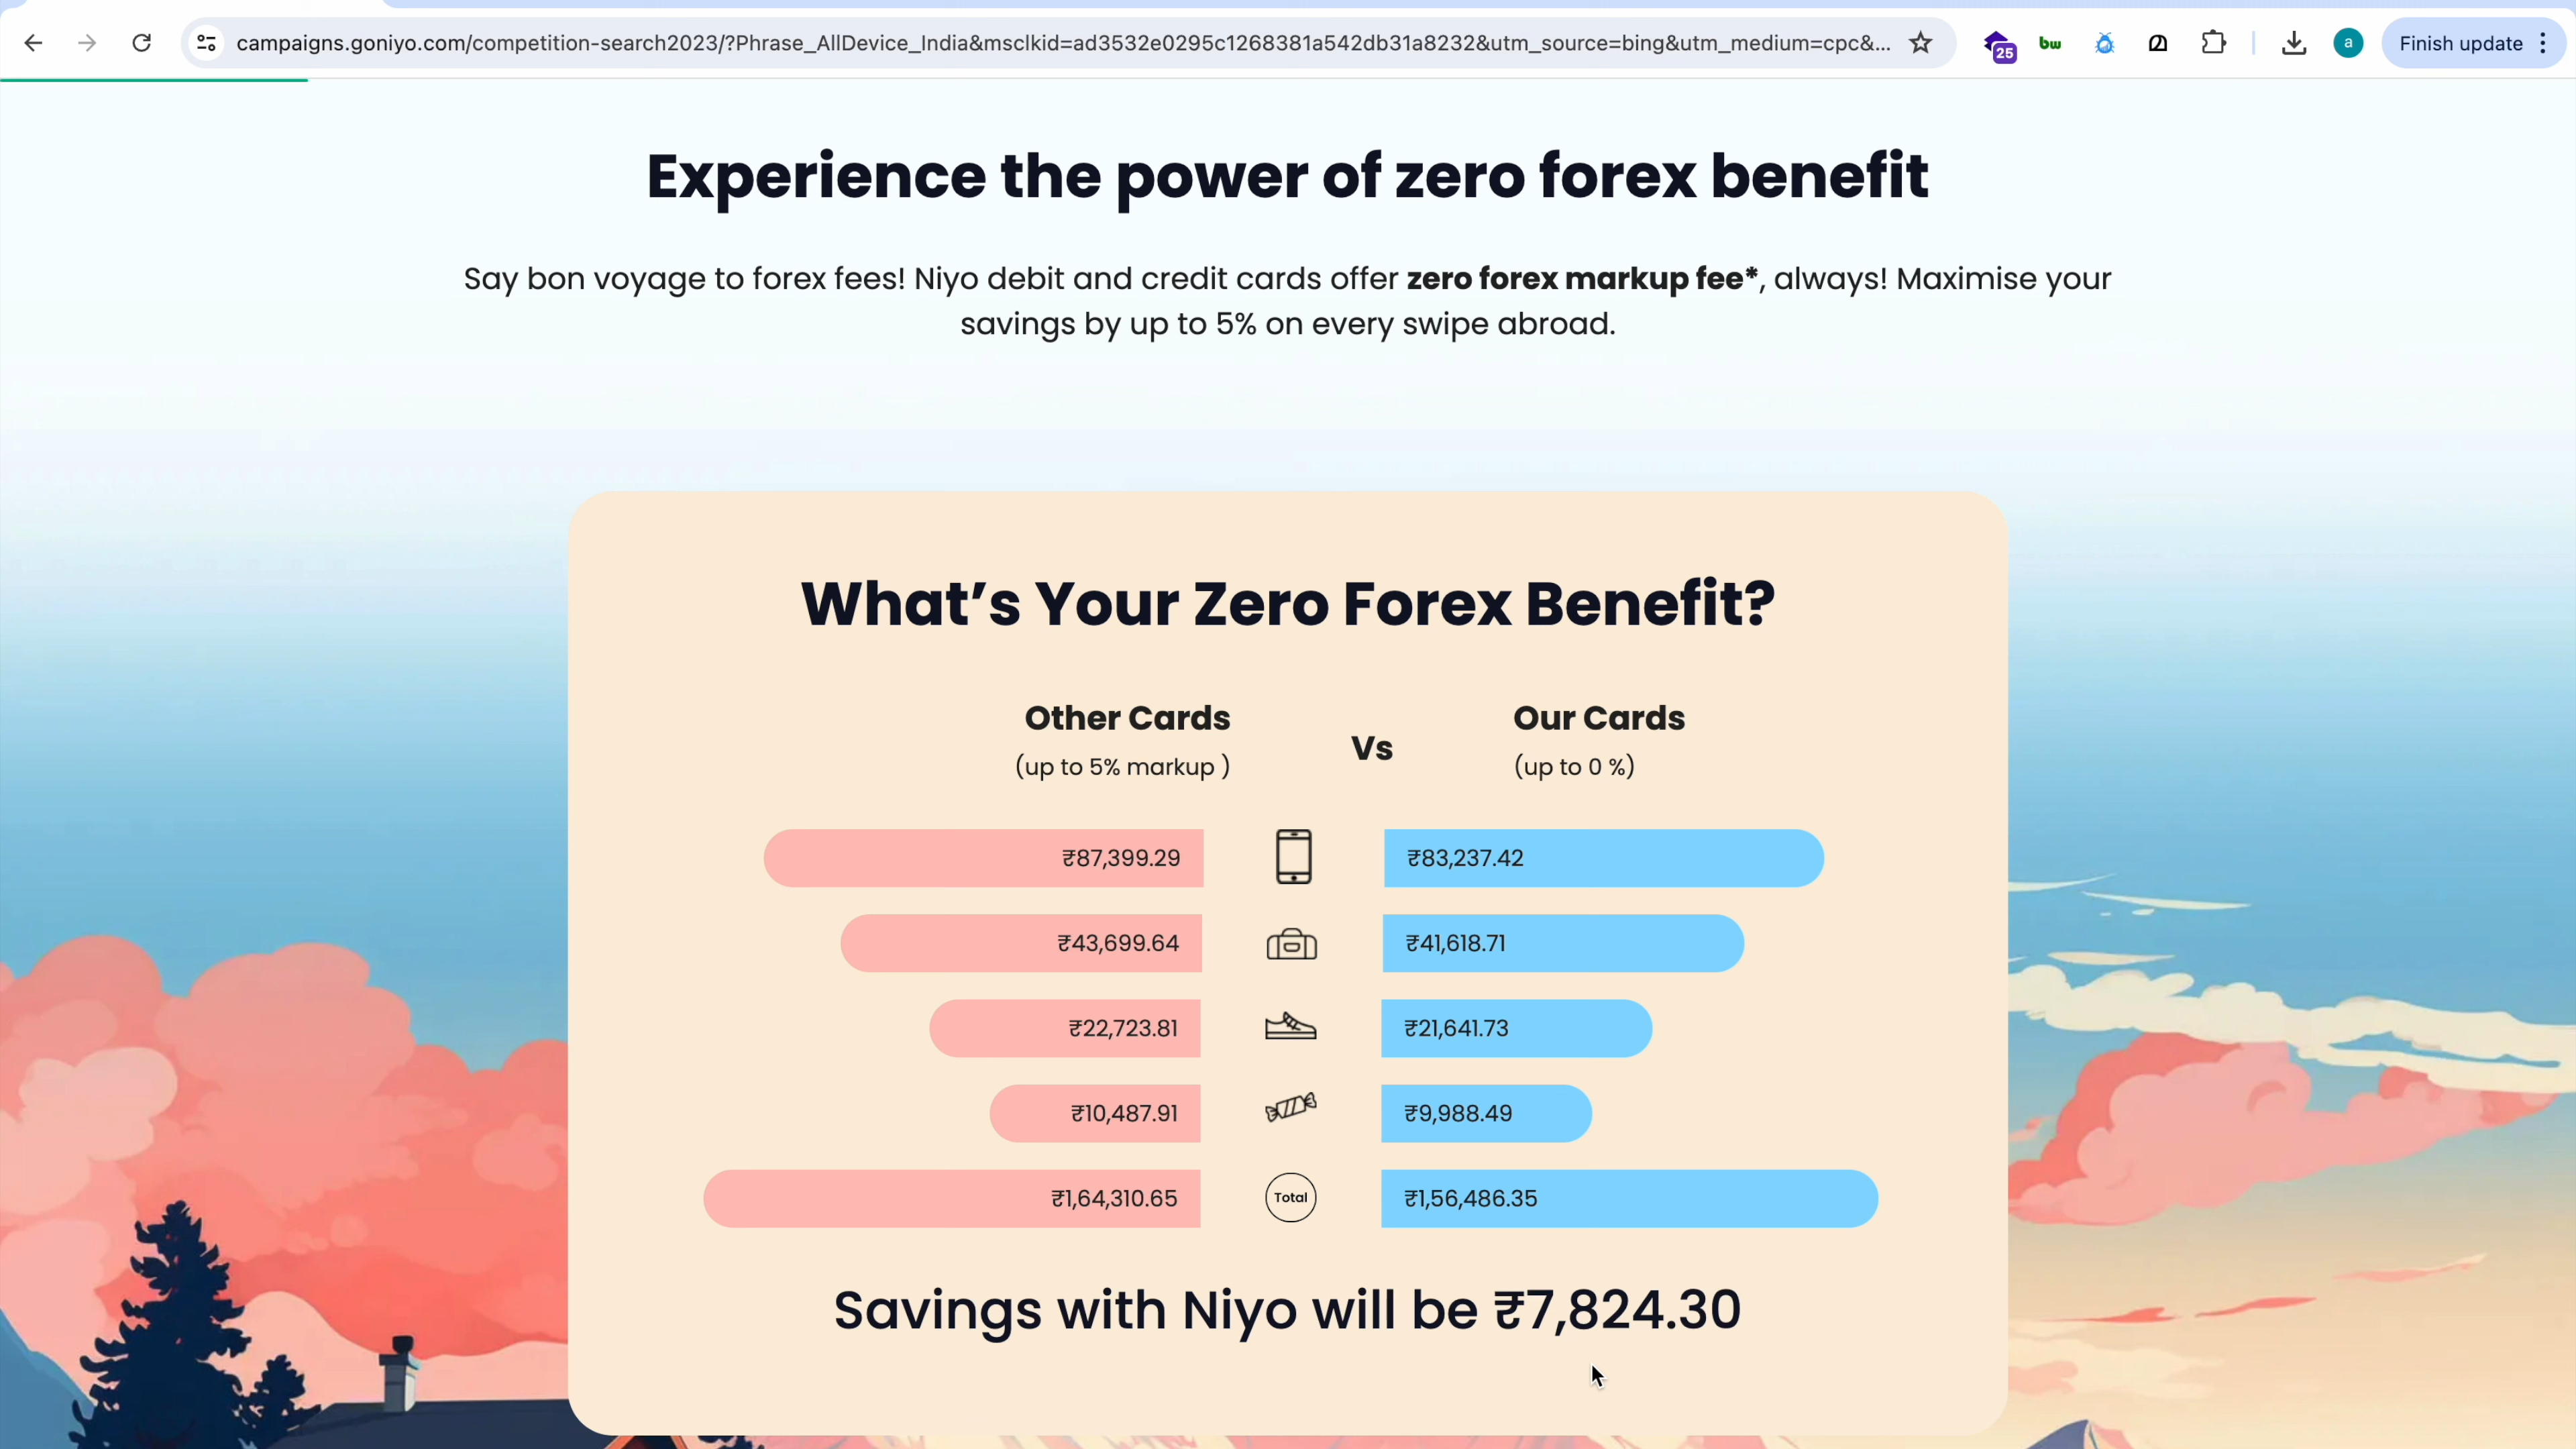 campaigns.goniyo.com/competition-search2023/?Phrase_AllDevice_India&msclkid=ad3532e0295c1268381a542db31a8232&utm_source=bing&utm_medium=cpc&...
25
bw
a
Finish update
Experience the power of zero forex benefit
Say bon voyage to forex fees! Niyo debit and credit cards offer zero forex markup fee*, always! Maximise your
savings by up to 5% on every swipe abroad.
What’s Your Zero Forex Benefit?
Other Cards
(up to 5% markup )
Vs
Our Cards
(up to 0 %)
₹87,399.29 ₹83,237.42
₹43,699.64 ₹41,618.71
₹22,723.81 ₹21,641.73
₹10,487.91 ₹9,988.49
₹1,64,310.65 Total ₹1,56,486.35
Savings with Niyo will be ₹7,824.30